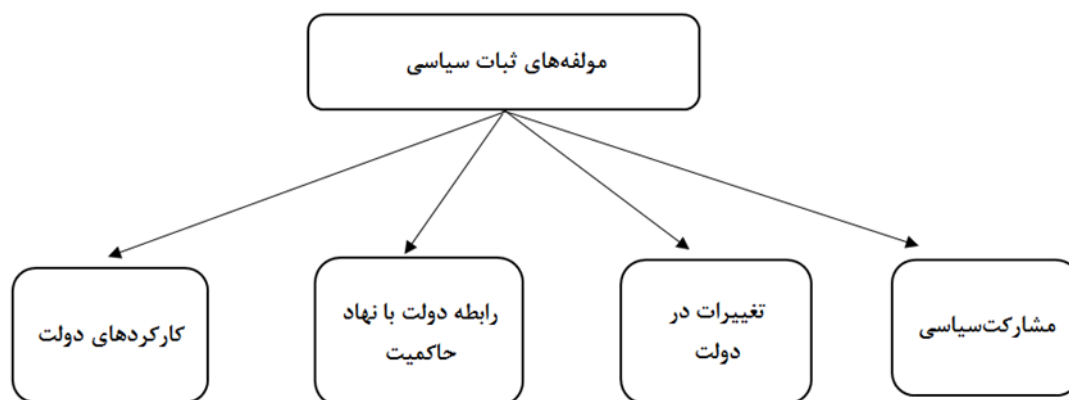 مولفه‌های ثبات سیاسی
مشارکت‌سیاسی
تغییرات در
دولت
رابطه دولت با نهاد
حاکمیت
کارکردهای دولت